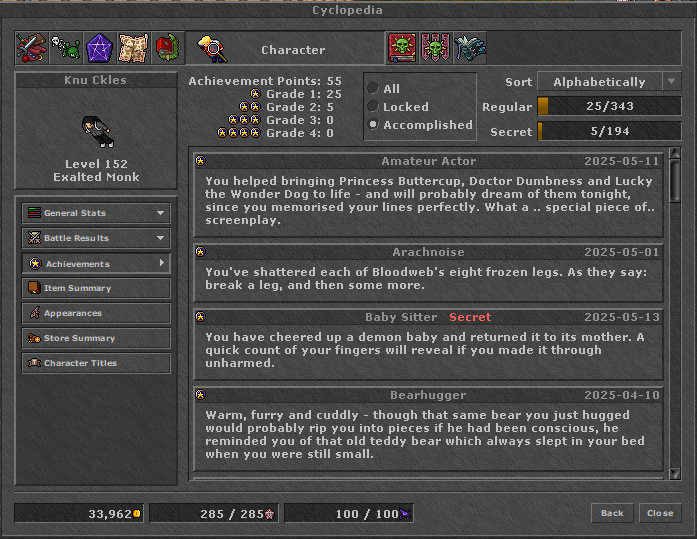 Cyclopedia
Character
Knu Ckles
Level 152
Exalted Monk
General Stats
Battle Results
Achievements
Item Summary
Appearances
Store Summary
Character Titles
Achievement Points: 55
Grade 1: 25
Grade 2: 5
Grade 3: 0
Grade 4: 0
All
Locked
Accomplished
Sort Alphabetically
Regular 25/343
Secret 5/194
Amateur Actor 2025-05-11
You helped bringing Princess Buttercup, Doctor Dumbness and Lucky
the Wonder Dog to life - and will probably dream of them tonight,
since you memorised your lines perfectly. What a .. special piece of..
screenplay.
Arachnoise 2025-05-01
You've shattered each of Bloodweb's eight frozen legs. As they say:
break a leg, and then some more.
Baby Sitter Secret 2025-05-13
You have cheered up a demon baby and returned it to its mother. A
quick count of your fingers will reveal if you made it through
unharmed.
Bearhugger 2025-04-10
Warm, furry and cuddly - though that same bear you just hugged
would probably rip you into pieces if he had been conscious, he
reminded you of that old teddy bear which always slept in your bed
when you were still small.
33,962
285 / 285
100 / 100
Back
Close